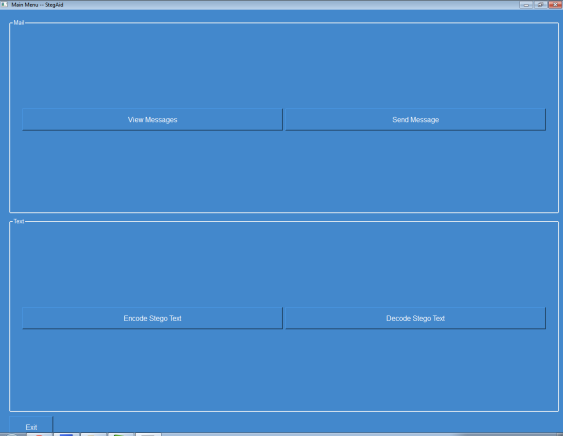 Main Menu -- StegAid
Mail
View Messages
Send Message
Text
Encode Stego Text
Decode Stego Text
Exit